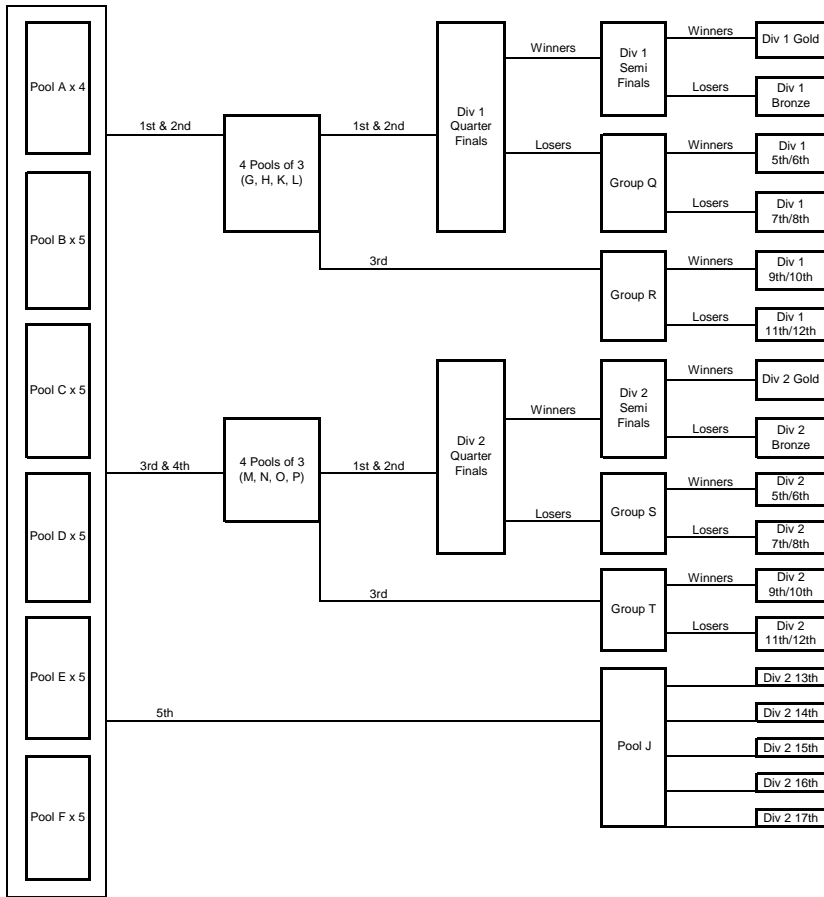 Pool A x 4
Pool B x 5
Pool C x 5
Pool D x 5
Pool E x 5
Pool F x 5
1st & 2nd
3rd & 4th
5th
4 Pools of 3
(G, H, K, L)
4 Pools of 3
(M, N, O, P)
1st & 2nd
3rd
1st & 2nd
3rd
Div 1
Quarter
Finals
Div 2
Quarter
Finals
Winners
Losers
Winners
Losers
Div 1
Semi
Finals
Group Q
Group R
Div 2
Semi
Finals
Group S
Group T
Pool J
Winners
Losers
Winners
Losers
Winners
Losers
Winners
Losers
Winners
Losers
Winners
Losers
Div 1 Gold
Div 1
Bronze
Div 1
5th/6th
Div 1
7th/8th
Div 1
9th/10th
Div 1
11th/12th
Div 2 Gold
Div 2
Bronze
Div 2
5th/6th
Div 2
7th/8th
Div 2
9th/10th
Div 2
11th/12th
Div 2 13th
Div 2 14th
Div 2 15th
Div 2 16th
Div 2 17th